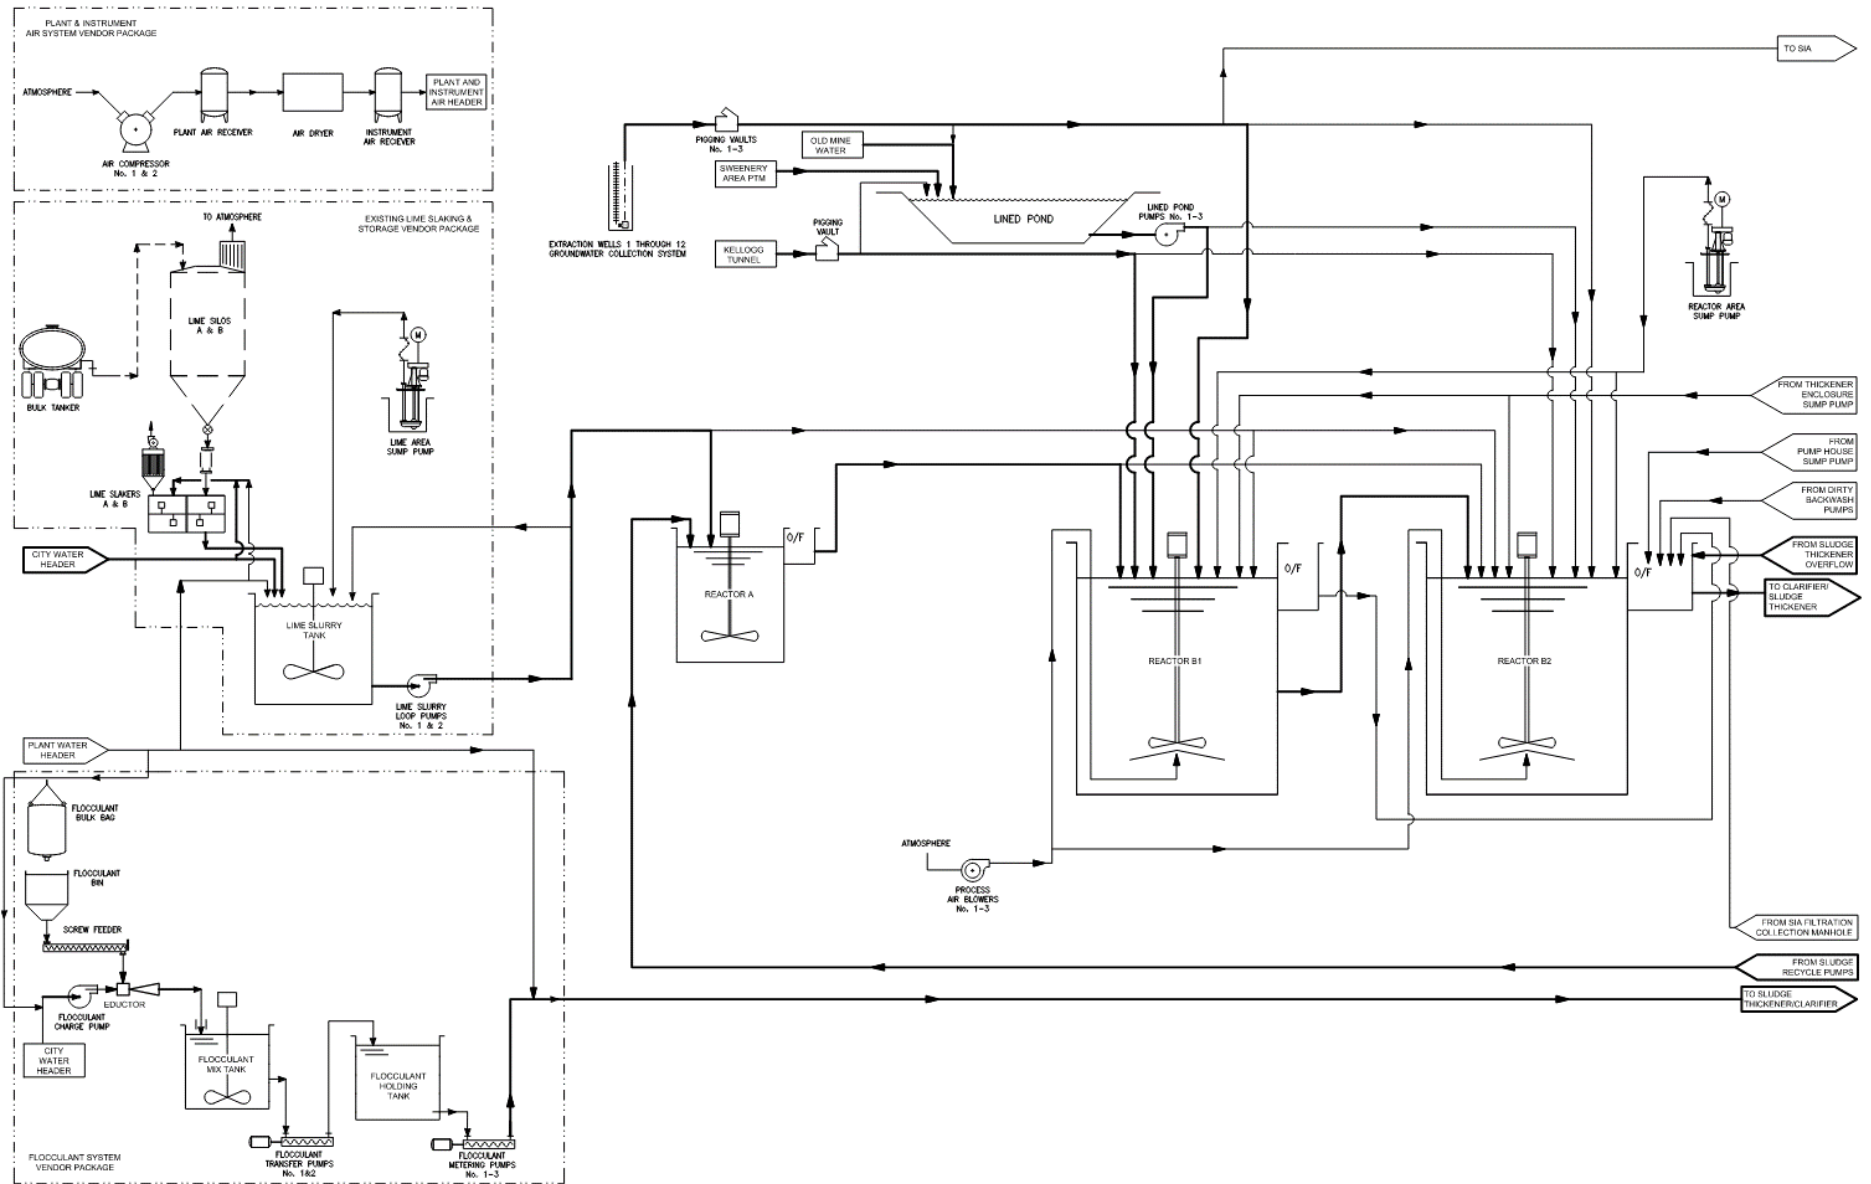 PLANT & INSTRUMENT
AIR SYSTEM VENDOR PACKAGE
ATMOSPHERE
PLANT AIR RECEIVER
AIR DRYER
INSTRUMENT
AIR RECIEVER
PLANT AND
INSTRUMENT
AIR HEADER
AIR COMPRESSOR
No. 1 & 2
TO ATMOSPHERE
EXISTING LIME SLAKING &
STORAGE VENDOR PACKAGE
LIME SILOS
A & B
BULK TANKER
M
LIME AREA
SUMP PUMP
LIME SLAKERS
A & B
CITY WATER
HEADER
LIME SLURRY
TANK
LIME SLURRY
LOOP PUMPS
No. 1 & 2
PLANT WATER
HEADER
FLOCCULANT
BULK BAG
FLOCCULANT
BIN
SCREW FEEDER
EDUCTOR
FLOCCULANT
CHARGE PUMP
CITY
WATER
HEADER
FLOCCULANT
MIX TANK
FLOCCULANT
HOLDING
TANK
FLOCCULANT
TRANSFER PUMPS
No. 1&2
FLOCCULANT
METERING PUMPS
No. 1-3
FLOCCULANT SYSTEM
VENDOR PACKAGE
TO SIA
PIGGING VAULTS
No. 1-3
OLD MINE
WATER
SWEENERY
AREA PTM
LINED POND
LINED POND
PUMPS No. 1-3
PIGGING
VAULT
EXTRACTION WELLS 1 THROUGH 12
GROUNDWATER COLLECTION SYSTEM
KELLOGG
TUNNEL
M
REACTOR AREA
SUMP PUMP
FROM THICKENER
ENCLOSURE
SUMP PUMP
FROM
PUMP HOUSE
SUMP PUMP
FROM DIRTY
BACKWASH
PUMPS
FROM SLUDGE
THICKENER
OVERFLOW
TO CLARIFIER/
SLUDGE
THICKENER
O/F
REACTOR A
O/F
REACTOR B1
O/F
REACTOR B2
ATMOSPHERE
PROCESS
AIR BLOWERS
No. 1-3
FROM SIA FILTRATION
COLLECTION MANHOLE
FROM SLUDGE
RECYCLE PUMPS
TO SLUDGE
THICKENER/CLARIFIER